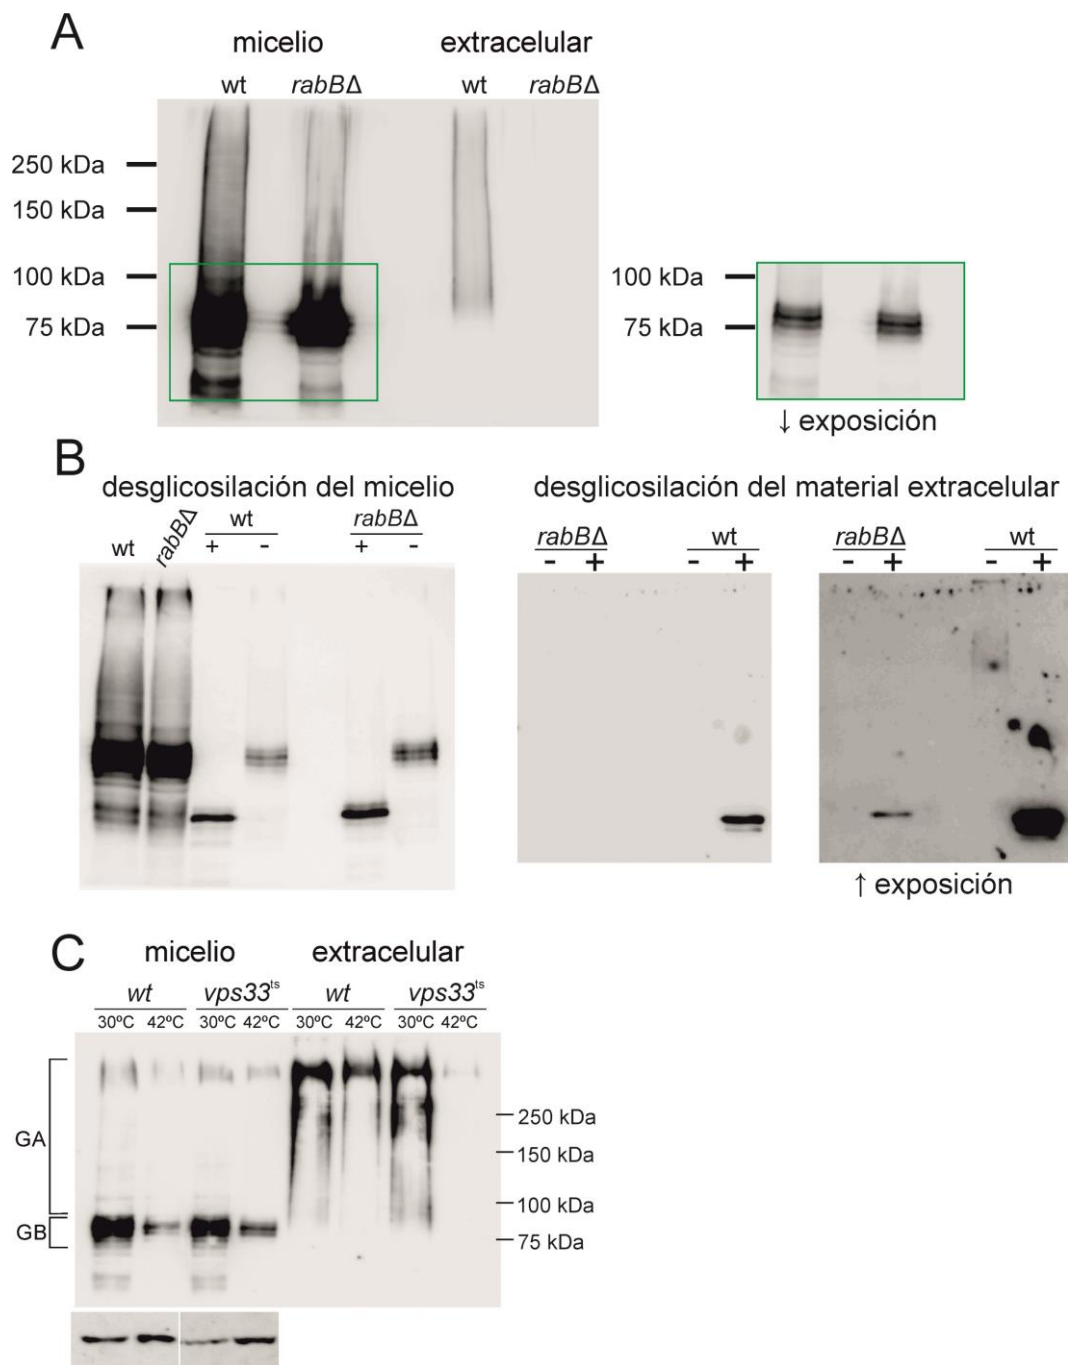 A
micelio extracelular
wt rabBΔ wt rabBΔ
250 kDa
150 kDa
100 kDa
75 kDa
100 kDa
75 kDa
↓ exposición
B
desglicosilación del micelio
wt rabBΔ wt rabBΔ
+ - + -
desglicosilación del material extracelular
rabBΔ wt rabBΔ wt
- + - + - + - +
↑ exposición
C
micelio extracelular
wt vps33ts wt vps33ts
30ºC 42ºC 30ºC 42ºC 30ºC 42ºC 30ºC 42ºC
GA
GB
250 kDa
150 kDa
100 kDa
75 kDa